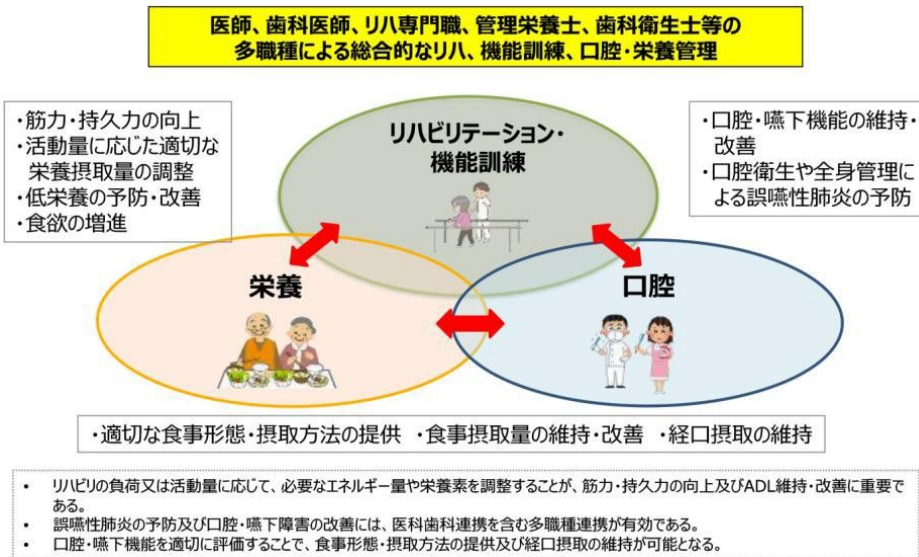 医師、歯科医師、リハ専門職、管理栄養士、歯科衛生士等の
多職種による総合的なリハ、機能訓練、口腔・栄養管理
・筋力・持久力の向上
・活動量に応じた適切な
栄養摂取量の調整
・低栄養の予防・改善
・食欲の増進
リハビリテーション・
機能訓練
・口腔・嚥下機能の維持・
改善
・口腔衛生や全身管理に
よる誤嚥性肺炎の予防
栄養
口腔
・適切な食事形態・摂取方法の提供 ・食事摂取量の維持・改善 ・経口摂取の維持
• リハビリの負荷又は活動量に応じて、必要なエネルギー量や栄養素を調整することが、筋力・持久力の向上及びADL維持・改善に重要で
ある。
• 誤嚥性肺炎の予防及び口腔・嚥下障害の改善には、医科歯科連携を含む多職種連携が有効である。
• 口腔・嚥下機能を適切に評価することで、食事形態・摂取方法の提供及び経口摂取の維持が可能となる。